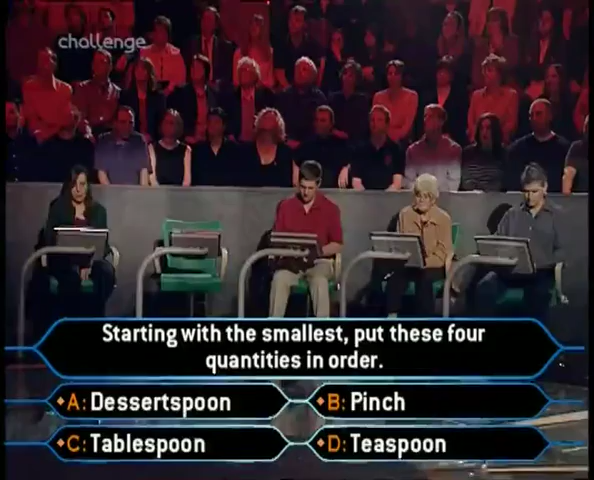 challenge
Starting with the smallest, put these four
quantities in order.
A: Dessertspoon
B: Pinch
C: Tablespoon
D: Teaspoon